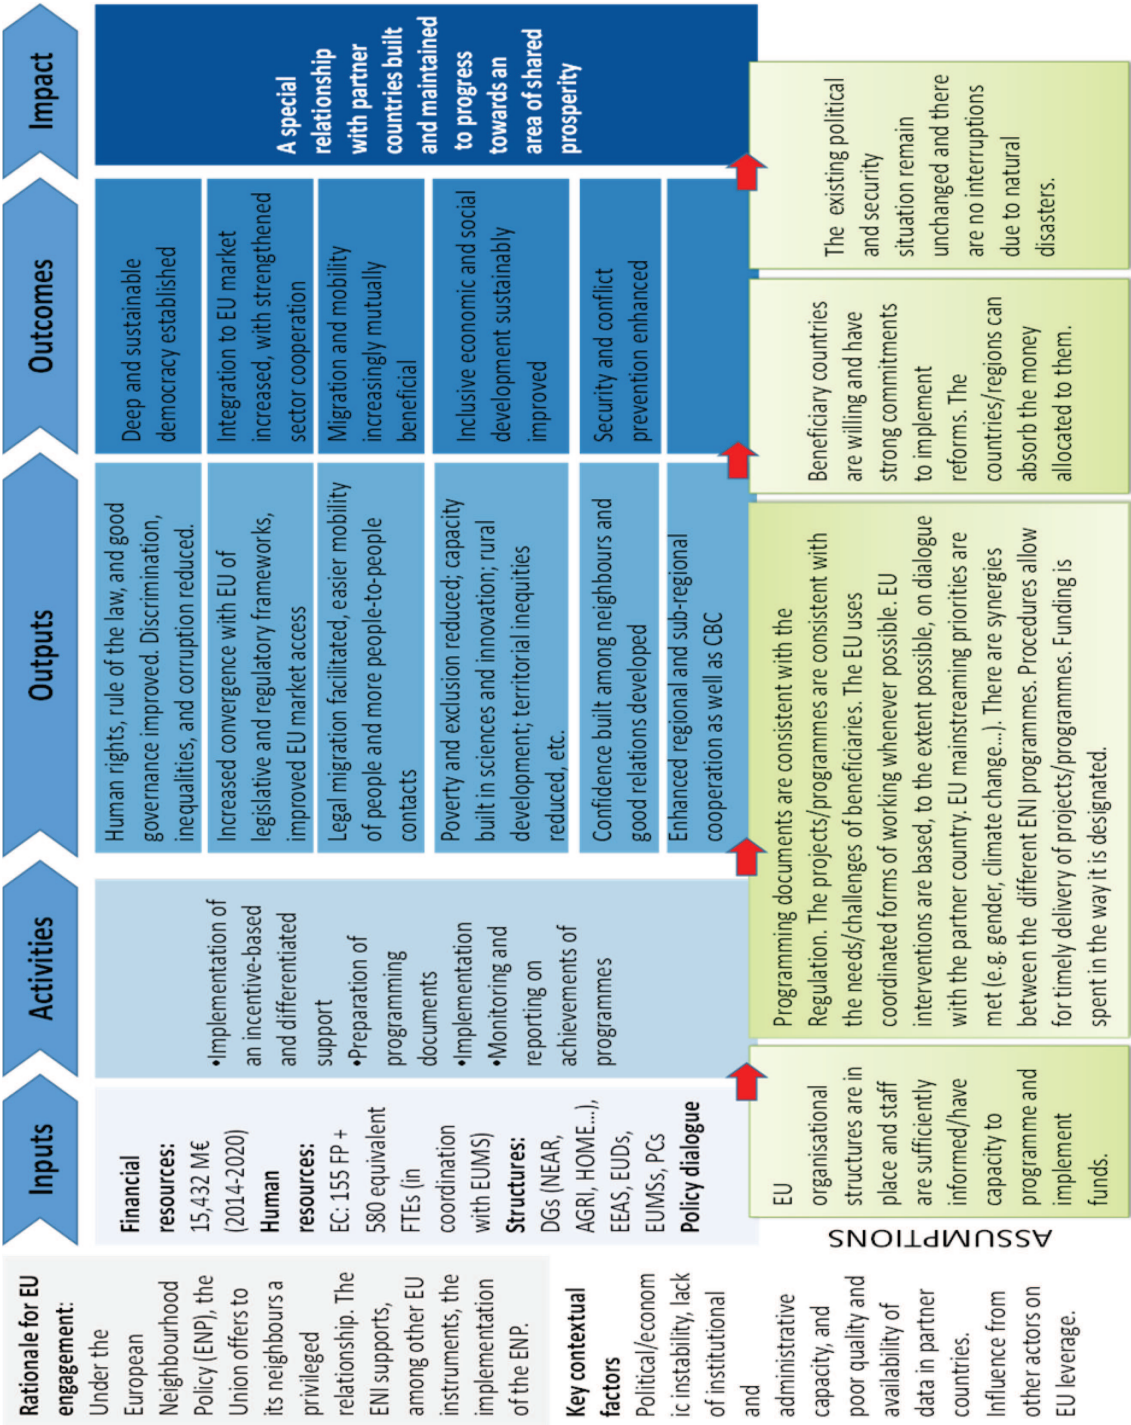 Rationale for EU
engagement:
Under the
European
Neighbourhood
Policy (ENP), the
Union offers to
its neighbours a
privileged
relationship. The
ENI supports,
among other EU
instruments, the
implementation
of the ENP.
Key contextual
factors
Political/econom
ic instability, lack
of institutional
and
administrative
capacity, and
poor quality and
availability of
data in partner
countries.
Influence from
other actors on
EU leverage.
Inputs
Financial
resources:
15,432 M€
(2014-2020)
Human
resources:
EC: 155 FP +
580s equivalent
FTEs (in
coordination
with EUMS)
Structures:
DGs (NEAR,
AGRI, HOME...),
EEAS, EUDs,
EUMSs, PCs
Policy dialogue
Activities
•Implementation of
an incentive-based
and differentiated
support
•Preparation of
programming
documents
•Implementation
•Monitoring and
reporting on
achievements of
programmes
Outputs
Human rights, rule of the law, and good
governance improved. Discrimination,
inequalities, and corruption reduced.
Increased convergence with EU of
legislative and regulatory frameworks,
improved EU market access
Legal migration facilitated, easier mobility
of people and more people-to-people
contacts
Poverty and exclusion reduced; capacity
built in sciences and innovation; rural
development; territorial inequities
reduced, etc.
Confidence built among neighbours and
good relations developed
Enhanced regional and sub-regional
cooperation as well as CBC
Outcomes
Deep and sustainable
democracy established
Integration to EU market
increased, with strengthened
sector cooperation
Migration and mobility
increasingly mutually
beneficial
Inclusive economic and social
development sustainably
improved
Security and conflict
prevention enhanced
Impact
A special
relationship
with partner
countries built
and maintained
to progress
towards an
area of shared
prosperity
ASSUMPTIONS
EU
organisational
structures are in
place and staff
are sufficiently
informed/have
capacity to
programme and
implement
funds.
Programming documents are consistent with the
Regulation. The projects/programmes are consistent with
the needs/challenges of beneficiaries. The EU uses
coordinated forms of working whenever possible. EU
interventions are based, to the extent possible, on dialogue
with the partner country. EU mainstreaming priorities are
met (e.g. gender, climate change...). There are synergies
between the different ENI programmes. Procedures allow
for timely delivery of projects/programmes. Funding is
spent in the way it is designated.
Beneficiary countries
are willing and have
strong commitments
to implement
reforms. The
countries/regions can
absorb the money
allocated to them.
The existing political
and security
situation remain
unchanged and there
are no interruptions
due to natural
disasters.